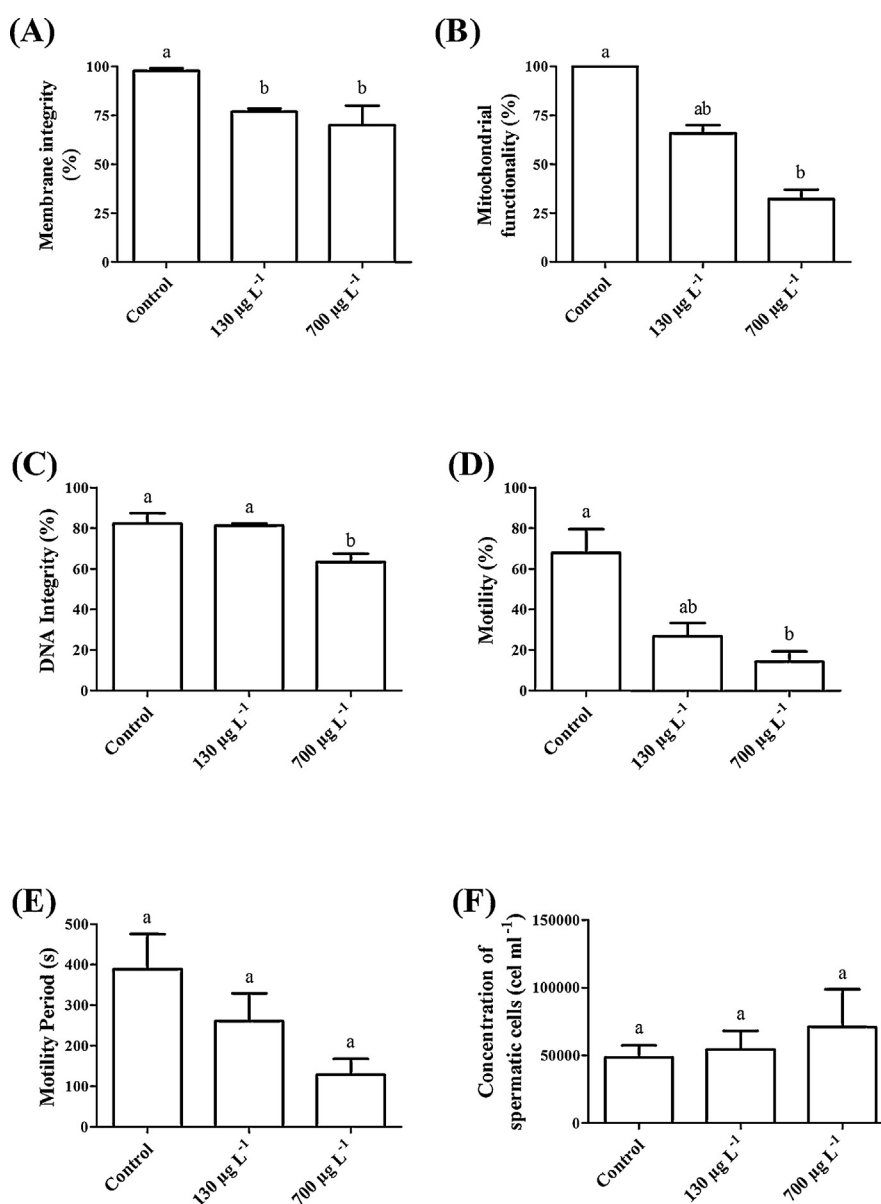 (A)
a
b
b
Membrane integrity
(%)
100
75
50
25
0
Control
130 µg L⁻¹
700 µg L⁻¹
(B)
a
ab
b
Mitochondrial
functionality (%)
100
75
50
25
0
Control
130 µg L⁻¹
700 µg L⁻¹
(C)
a
a
b
DNA Integrity (%)
100
80
60
40
20
0
Control
130 µg L⁻¹
700 µg L⁻¹
(D)
a
ab
b
Motility (%)
100
80
60
40
20
0
Control
130 µg L⁻¹
700 µg L⁻¹
(E)
a
a
a
Motility Period (s)
500
400
300
200
100
0
Control
130 µg L⁻¹
700 µg L⁻¹
(F)
a
a
a
Concentration of
spermatic cells (cel ml⁻¹)
150000
100000
50000
0
Control
130 µg L⁻¹
700 µg L⁻¹